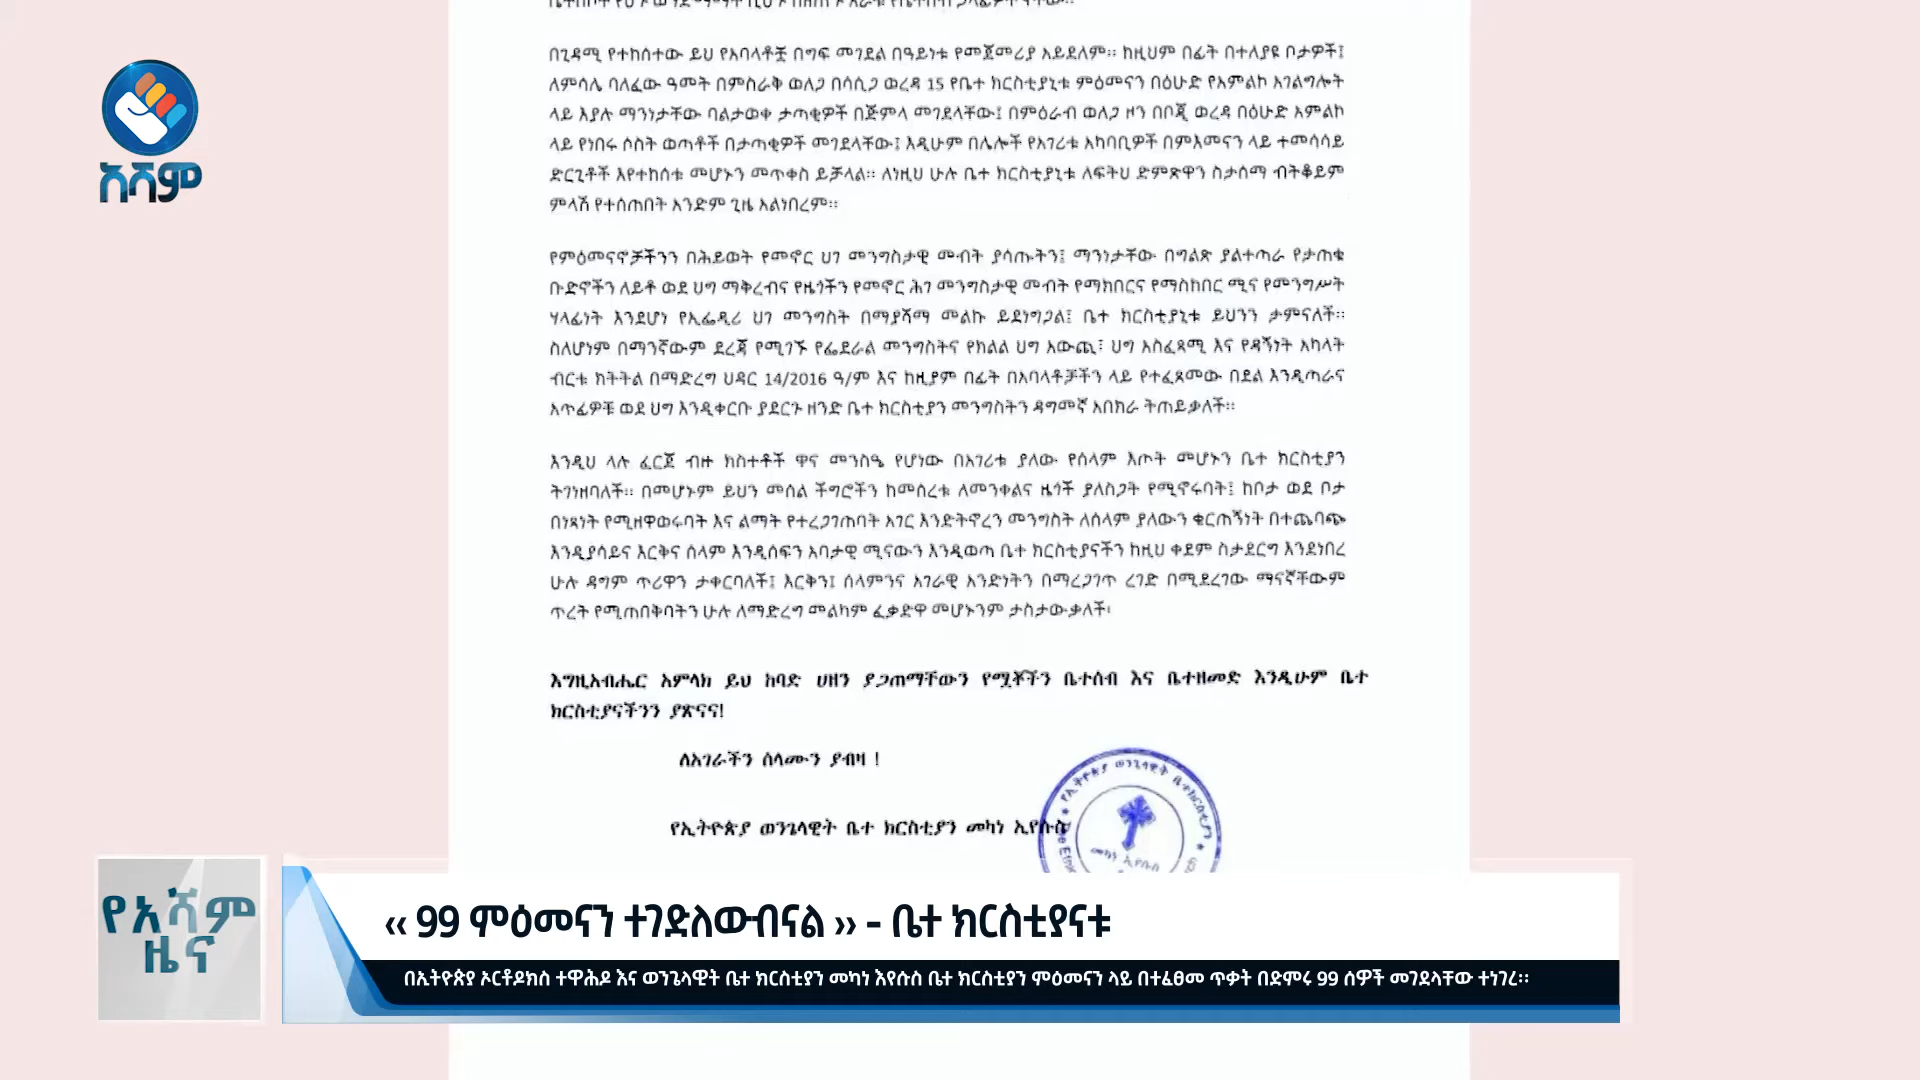 በጊዳሚ የተከሰተው ይህ የአባላቶቿ በግፍ መገደል በዓይነቱ የመጀመሪያ አይደለም። ከዚህም በፊት በተለያዩ ቦታዎች፤
ለምሳሌ ባለፈው ዓመት በምስራቅ ወለጋ በሳሲጋ ወረዳ 15 የቤተ ክርስቲያኒቱ ምዕመናን በዕሁድ የአምልኮ አገልግሎት
ላይ እያሉ ማንነታቸው ባልታወቀ ታጣቂዎች በጅምላ መገደላቸው፤ በምዕራብ ወለጋ ዞን በቦጂ ወረዳ በዕሁድ አምልኮ
ላይ የነበሩ ሶስት ወጣቶች በታጣቂዎች መገደላቸው፤ እዲሁም በሌሎች የአገሪቱ አካባቢዎች በምእመናን ላይ ተመሳሳይ
ድርጊቶች እየተከሰቱ መሆኑን መጥቀስ ይቻላል። ለነዚህ ሁሉ ቤተ ክርስቲያኒቱ ለፍትህ ድምጽዋን ስታሰማ ብትቆይም
ምላሽ የተሰጠበት አንድም ጊዜ አልነበረም።
የምዕመናኖቻችንን በሕይወት የመኖር ህገ መንግስታዊ መብት ያሳጡትን፤ ማንነታቸው በግልጽ ያልተጣራ የታጠቁ
ቡድኖችን ለይቶ ወደ ህግ ማቅረብና የዜጎችን የመኖር ሕገ መንግስታዊ መብት የማክበርና የማስከበር ሚና የመንግሥት
ሃላፊነት እንደሆነ የኢፌዲሪ ህገ መንግስት በማያሻማ መልኩ ይደነግጋል፤ ቤተ ክርስቲያኒቱ ይህንን ታምናለች።
ስለሆነም በማንኛውም ደረጃ የሚገኙ የፌደራል መንግስትና የክልል ህግ አውጪ፣ ህግ አስፈጻሚ እና የዳኝነት አካላት
ብርቱ ክትትል በማድረግ ህዳር 14/2016 ዓ/ም እና ከዚያም በፊት በአባላቶቻችን ላይ የተፈጸመው በደል እንዲጣራና
አጥፊዎቹ ወደ ህግ እንዲቀርቡ ያደርጉ ዘንድ ቤተ ክርስቲያን መንግስትን ዳግመኛ አበክራ ትጠይቃለች።
እንዲህ ላሉ ፈርጀ ብዙ ክስተቶች ዋና መንስዔ የሆነው በአገሪቱ ያለው የሰላም እጦት መሆኑን ቤተ ክርስቲያን
ትገነዘባለች። በመሆኑም ይህን መሰል ችግሮችን ከመሰረቱ ለመንቀልና ዜጎች ያለስጋት የሚኖሩባት፤ ከቦታ ወደ ቦታ
በነጻነት የሚዘዋወሩባት እና ልማት የተረጋገጠባት አገር እንድትኖረን መንግስት ለሰላም ያለውን ቁርጠኝነት በተጨባጭ
እንዲያሳይና እርቅና ሰላም እንዲሰፍን አባታዊ ሚናውን እንዲወጣ ቤተ ክርስቲያናችን ከዚህ ቀደም ስታደርግ እንደነበረ
ሁሉ ዳግም ጥሪዋን ታቀርባለች፤ እርቅን፤ ሰላምንና አገራዊ አንድነትን በማረጋገጥ ረገድ በሚደረገው ማናኛቸውም
ጥረት የሚጠበቅባትን ሁሉ ለማድረግ መልካም ፈቃድዋ መሆኑንም ታስታውቃለች፡
እግዚአብሔር አምላክ ይህ ከባድ ሀዘን ያጋጠማቸውን የሟቾችን ቤተሰብ እና ቤተዘመድ እንዲሁም ቤተ
ክርስቲያናችንን ያጽናና!
ለአገራችን ሰላሙን ያብዛ !
የኢትዮጵያ ወንጌላዊት ቤተ ክርስቲያን መካነ ኢየሱስ
የኢትዮጵያ ወንጌላዊት ቤተክርስቲያን
መካነ ኢየሱስ
አሻም
የአሻም
ዜና
‹‹ 99 ምዕመናን ተገድለውብናል ›› - ቤተ ክርስቲያናቱ
በኢትዮጵያ ኦርቶዶክስ ተዋሕዶ እና ወንጌላዊት ቤተ ክርስቲያን መካነ እየሱስ ቤተ ክርስቲያን ምዕመናን ላይ በተፈፀመ ጥቃት በድምሩ 99 ሰዎች መገደላቸው ተነገረ።